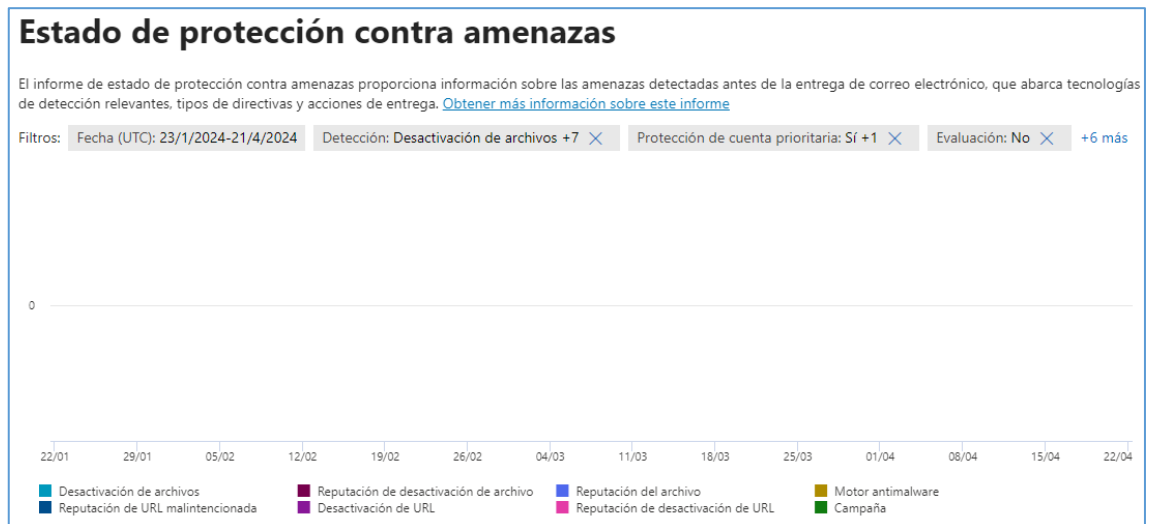 Estado de protección contra amenazas
El informe de estado de protección contra amenazas proporciona información sobre las amenazas detectadas antes de la entrega de correo electrónico, que abarca tecnologías
de detección relevantes, tipos de directivas y acciones de entrega. Obtener más información sobre este informe
Filtros: Fecha (UTC): 23/1/2024-21/4/2024 Detección: Desactivación de archivos +7 Protección de cuenta prioritaria: Sí +1 Evaluación: No +6 más
0
22/01 29/01 05/02 12/02 19/02 26/02 04/03 11/03 18/03 25/03 01/04 08/04 15/04 22/04
Desactivación de archivos Reputación de desactivación de archivo Reputación del archivo Motor antimalware
Reputación de URL malintencionada Desactivación de URL Reputación de desactivación de URL Campaña